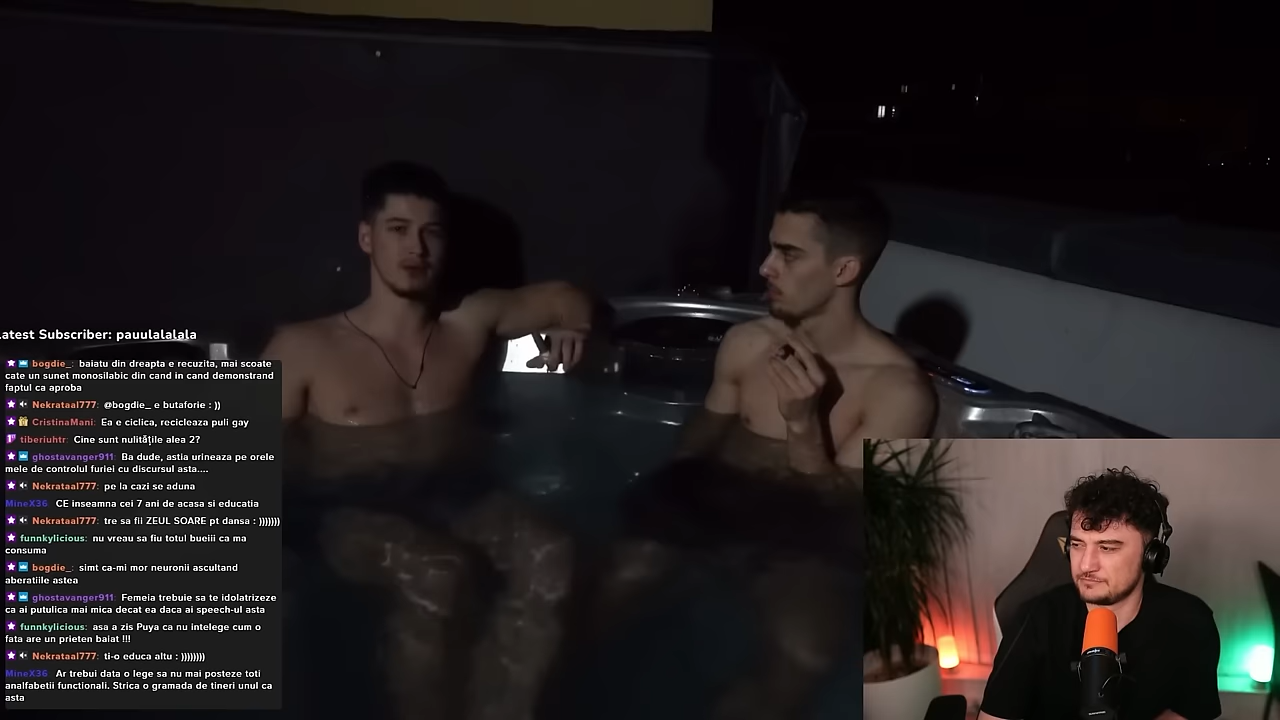 Latest Subscriber: pauulalalala
bogdie_: baiatu din dreapta e recuzita, mai scoate
cate un sunet monosilabic din cand in cand demonstrand
faptul ca aproba
Nekrataal777: @bogdie_ e butaforie : ))
CristinaMani: Ea e ciclica, recicleaza puli gay
tiberiuhtr: Cine sunt nulitățile alea 2?
ghostavanger911: Ba dude, astia urineaza pe orele
mele de controlul furiei cu discursul asta....
Nekrataal777: pe la cazi se aduna
MineX36: CE inseamna cei 7 ani de acasa si educatia
Nekrataal777: tre sa fii ZEUL SOARE pt dansa : )))))))
funnkylicious: nu vreau sa fiu totul bueiii ca ma
consuma
bogdie_: simt ca-mi mor neuronii ascultand
aberatiile astea
ghostavanger911: Femeia trebuie sa te idolatrizeze
ca ai putulica mai mica decat ea daca ai speech-ul asta
funnkylicious: asa a zis Puya ca nu intelege cum o
fata are un prieten baiat !!!
Nekrataal777: ti-o educa altu : ))))))))
MineX36: Ar trebui data o lege sa nu mai posteze toti
analfabetii functionali. Strica o gramada de tineri unul ca
asta